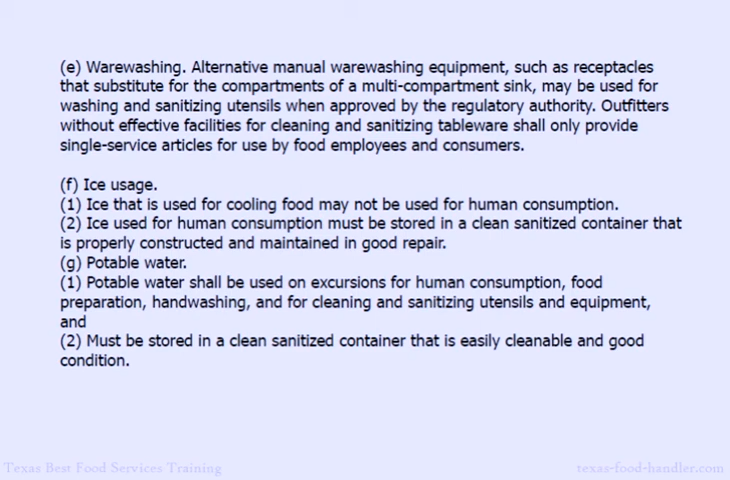 (e) Warewashing. Alternative manual warewashing equipment, such as receptacles
that substitute for the compartments of a multi-compartment sink, may be used for
washing and sanitizing utensils when approved by the regulatory authority. Outfitters
without effective facilities for cleaning and sanitizing tableware shall only provide
single-service articles for use by food employees and consumers.
(f) Ice usage.
(1) Ice that is used for cooling food may not be used for human consumption.
(2) Ice used for human consumption must be stored in a clean sanitized container that
is properly constructed and maintained in good repair.
(g) Potable water.
(1) Potable water shall be used on excursions for human consumption, food
preparation, handwashing, and for cleaning and sanitizing utensils and equipment,
and
(2) Must be stored in a clean sanitized container that is easily cleanable and good
condition.
Texas Best Food Services Training
texas-food-handler.com